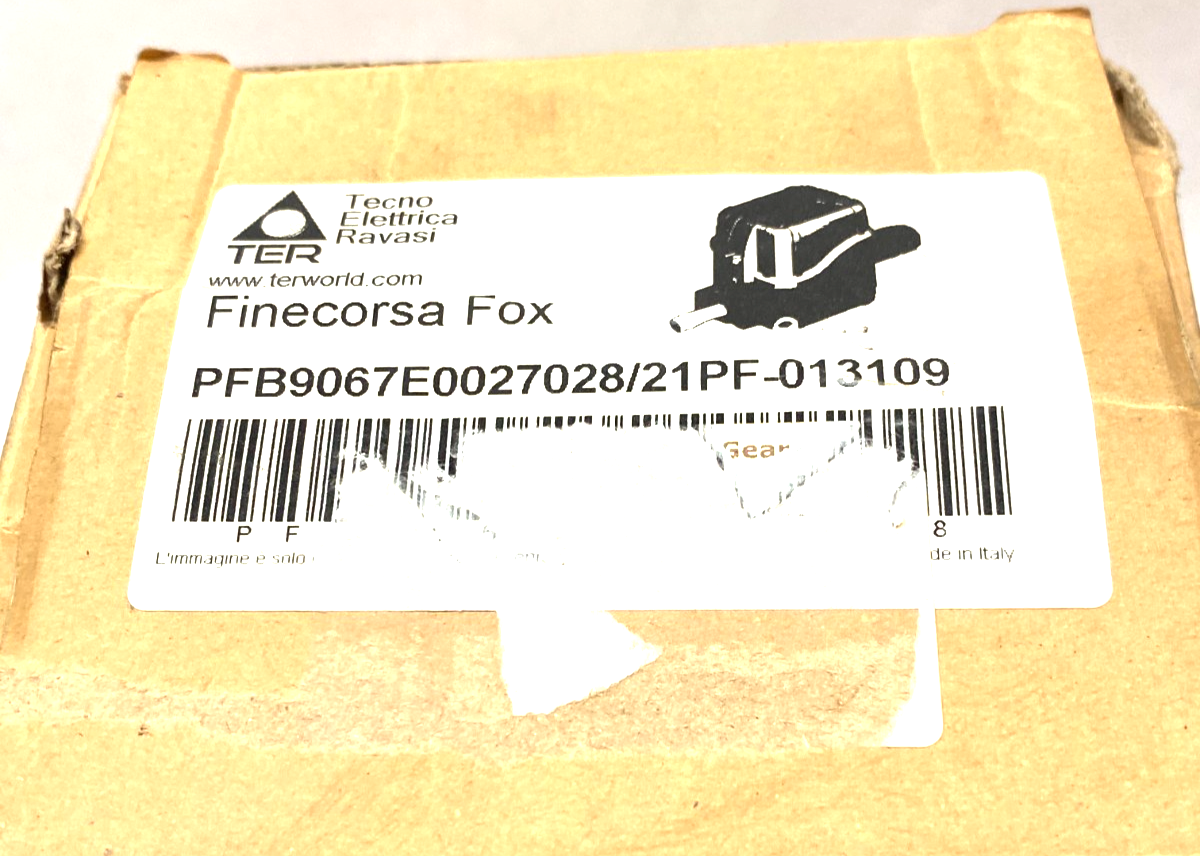 TER
Tecno
Elettrica
Ravasi
www.terworld.com
Finecorsa Fox
PFB9067E0027028/21PF-013109
Gear
P F 8
L'immagine e solo
de in Italy